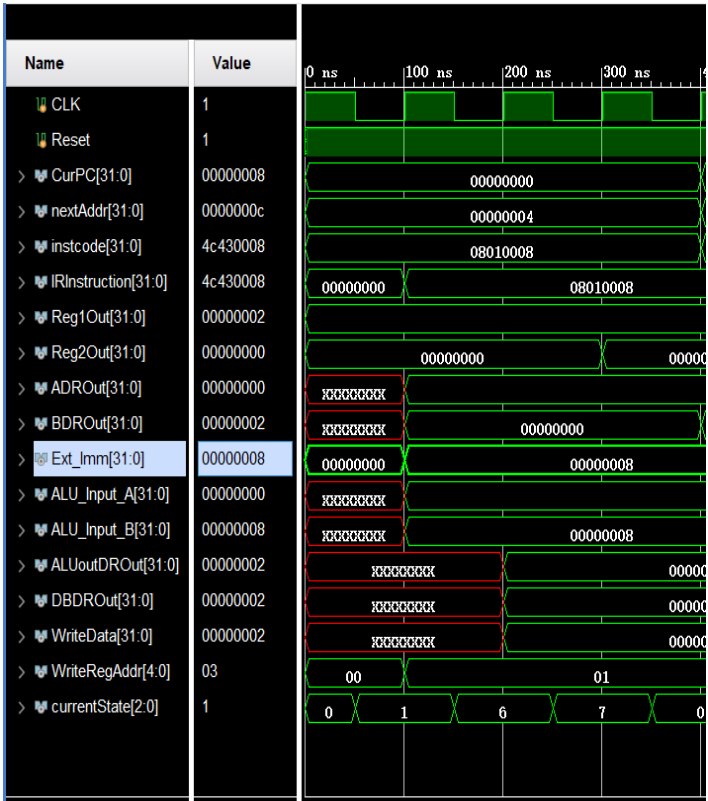 Name Value 0 ns 100 ns 200 ns 300 ns
CLK 1
Reset 1
CurPC[31:0] 00000008 00000000
nextAddr[31:0] 0000000c 00000004
instcode[31:0] 4c430008 08010008
IRInstruction[31:0] 4c430008 00000000 08010008
Reg1Out[31:0] 00000002
Reg2Out[31:0] 00000000 00000000 00000
ADROut[31:0] 00000000 XXXXXXXX
BDROut[31:0] 00000002 XXXXXXXX 00000000
Ext_Imm[31:0] 00000008 00000000 00000008
ALU_Input_A[31:0] 00000000 XXXXXXXX
ALU_Input_B[31:0] 00000008 XXXXXXXX 00000008
ALUoutDROut[31:0] 00000002 XXXXXXXX 00000
DBDROut[31:0] 00000002 XXXXXXXX 00000
WriteData[31:0] 00000002 XXXXXXXX 00000
WriteRegAddr[4:0] 03 00 01
currentState[2:0] 1 0 1 6 7 0